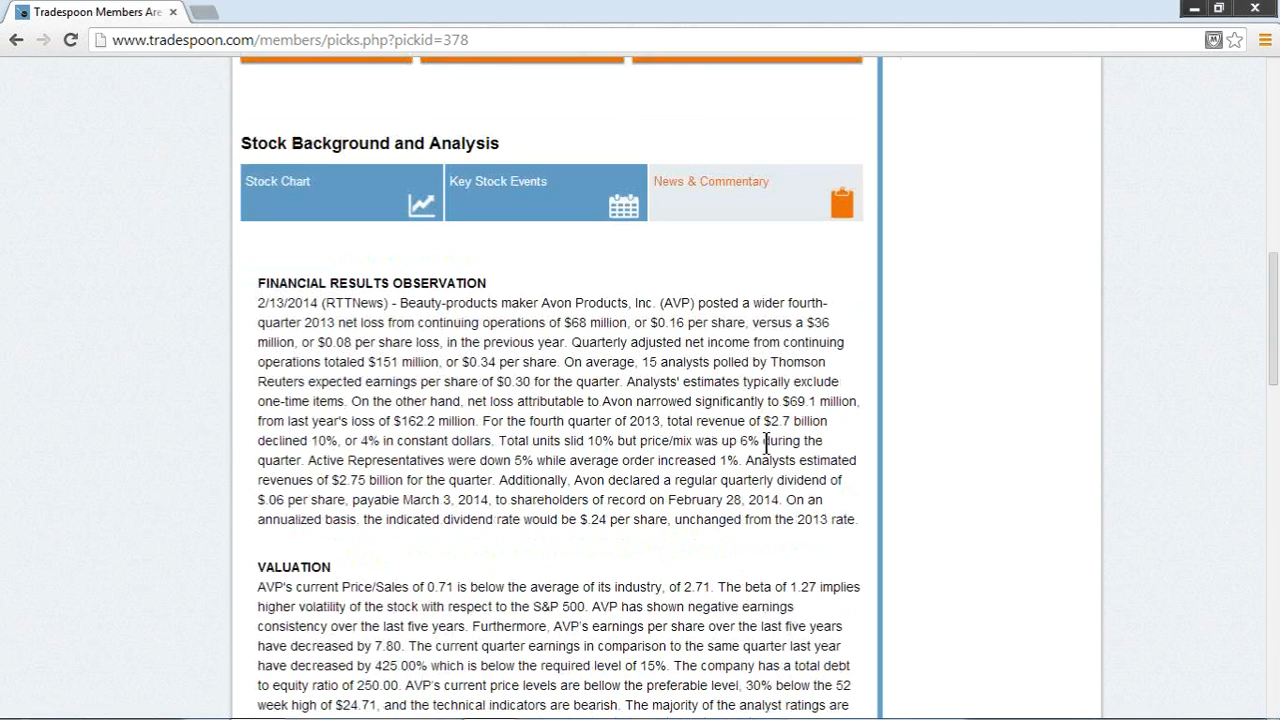 Tradespoon Members Are
www.tradespoon.com/members/picks.php?pickid=378
Stock Background and Analysis
Stock Chart
Key Stock Events
News & Commentary
FINANCIAL RESULTS OBSERVATION
2/13/2014 (RTTNews) - Beauty-products maker Avon Products, Inc. (AVP) posted a wider fourth-
quarter 2013 net loss from continuing operations of $68 million, or $0.16 per share, versus a $36
million, or $0.08 per share loss, in the previous year. Quarterly adjusted net income from continuing
operations totaled $151 million, or $0.34 per share. On average, 15 analysts polled by Thomson
Reuters expected earnings per share of $0.30 for the quarter. Analysts' estimates typically exclude
one-time items. On the other hand, net loss attributable to Avon narrowed significantly to $69.1 million,
from last year's loss of $162.2 million. For the fourth quarter of 2013, total revenue of $2.7 billion
declined 10%, or 4% in constant dollars. Total units slid 10% but price/mix was up 6% during the
quarter. Active Representatives were down 5% while average order increased 1%. Analysts estimated
revenues of $2.75 billion for the quarter. Additionally, Avon declared a regular quarterly dividend of
$.06 per share, payable March 3, 2014, to shareholders of record on February 28, 2014. On an
annualized basis. the indicated dividend rate would be $.24 per share, unchanged from the 2013 rate.
VALUATION
AVP's current Price/Sales of 0.71 is below the average of its industry, of 2.71. The beta of 1.27 implies
higher volatility of the stock with respect to the S&P 500. AVP has shown negative earnings
consistency over the last five years. Furthermore, AVP's earnings per share over the last five years
have decreased by 7.80. The current quarter earnings in comparison to the same quarter last year
have decreased by 425.00% which is below the required level of 15%. The company has a total debt
to equity ratio of 250.00. AVP's current price levels are bellow the preferable level, 30% below the 52
week high of $24.71, and the technical indicators are bearish. The majority of the analyst ratings are